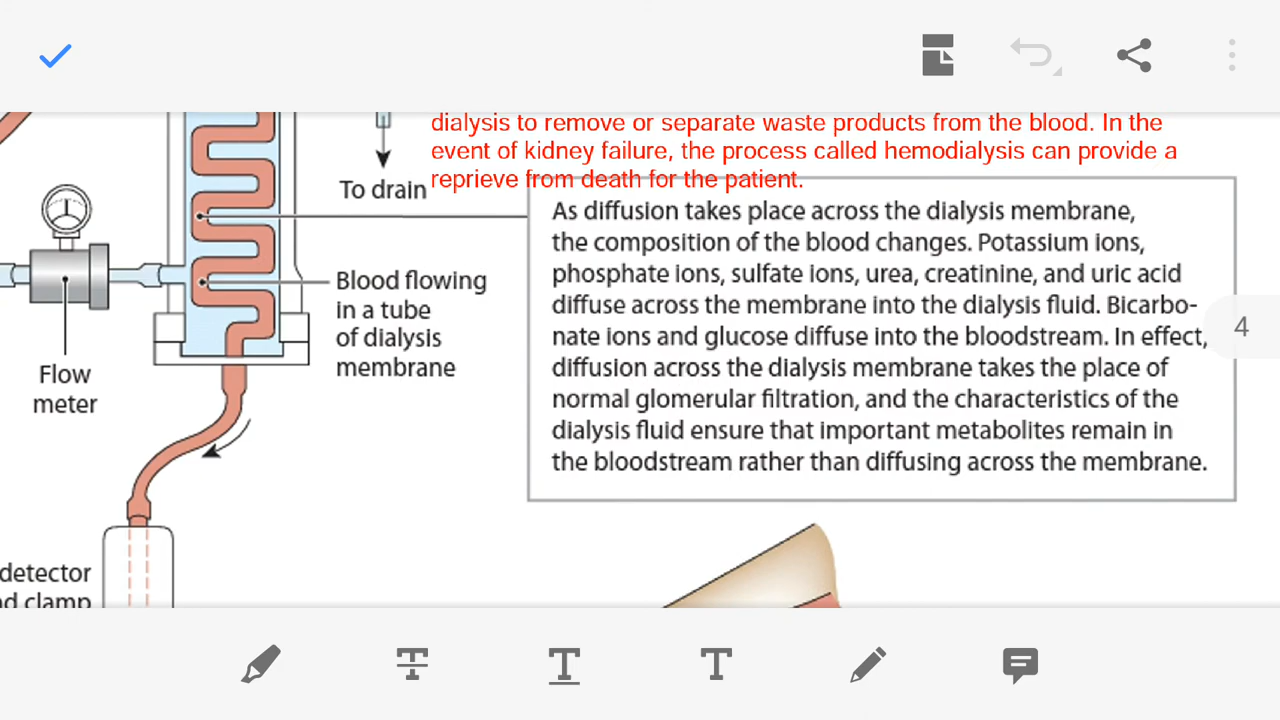 dialysis to remove or separate waste products from the blood. In the
event of kidney failure, the process called hemodialysis can provide a
reprieve from death for the patient.
To drain
As diffusion takes place across the dialysis membrane,
the composition of the blood changes. Potassium ions,
phosphate ions, sulfate ions, urea, creatinine, and uric acid
diffuse across the membrane into the dialysis fluid. Bicarbo-
nate ions and glucose diffuse into the bloodstream. In effect,
diffusion across the dialysis membrane takes the place of
normal glomerular filtration, and the characteristics of the
dialysis fluid ensure that important metabolites remain in
the bloodstream rather than diffusing across the membrane.
4
Blood flowing
in a tube
of dialysis
membrane
Flow
meter
detector
nd clamp
T
T
T